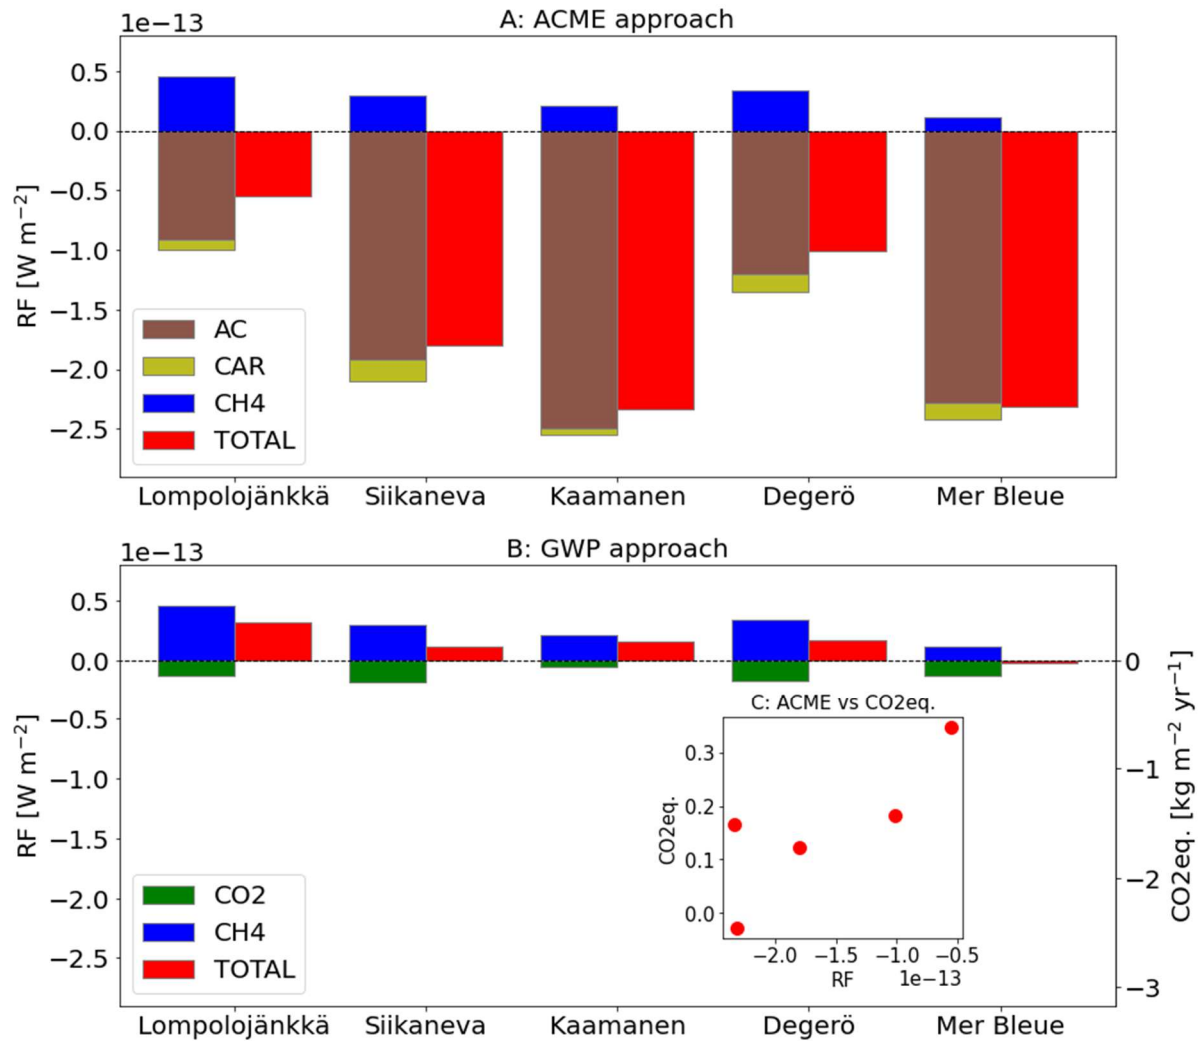 A: ACME approach
1e−13
0.5
0.0
−0.5
−1.0
−1.5
−2.0
−2.5
RF [W m−2]
AC
CAR
CH4
TOTAL
Lompolojänkkä Siikaneva Kaamanen Degerö Mer Bleue
B: GWP approach
1e−13
0.5
0.0
−0.5
−1.0
−1.5
−2.0
−2.5
RF [W m−2]
CO2
CH4
TOTAL
0
−1
−2
−3
CO2eq. [kg m−2 yr−1]
C: ACME vs CO2eq.
0.3
0.2
0.1
0.0
CO2eq.
−2.0 −1.5 −1.0 −0.5
RF 1e−13
Lompolojänkkä Siikaneva Kaamanen Degerö Mer Bleue